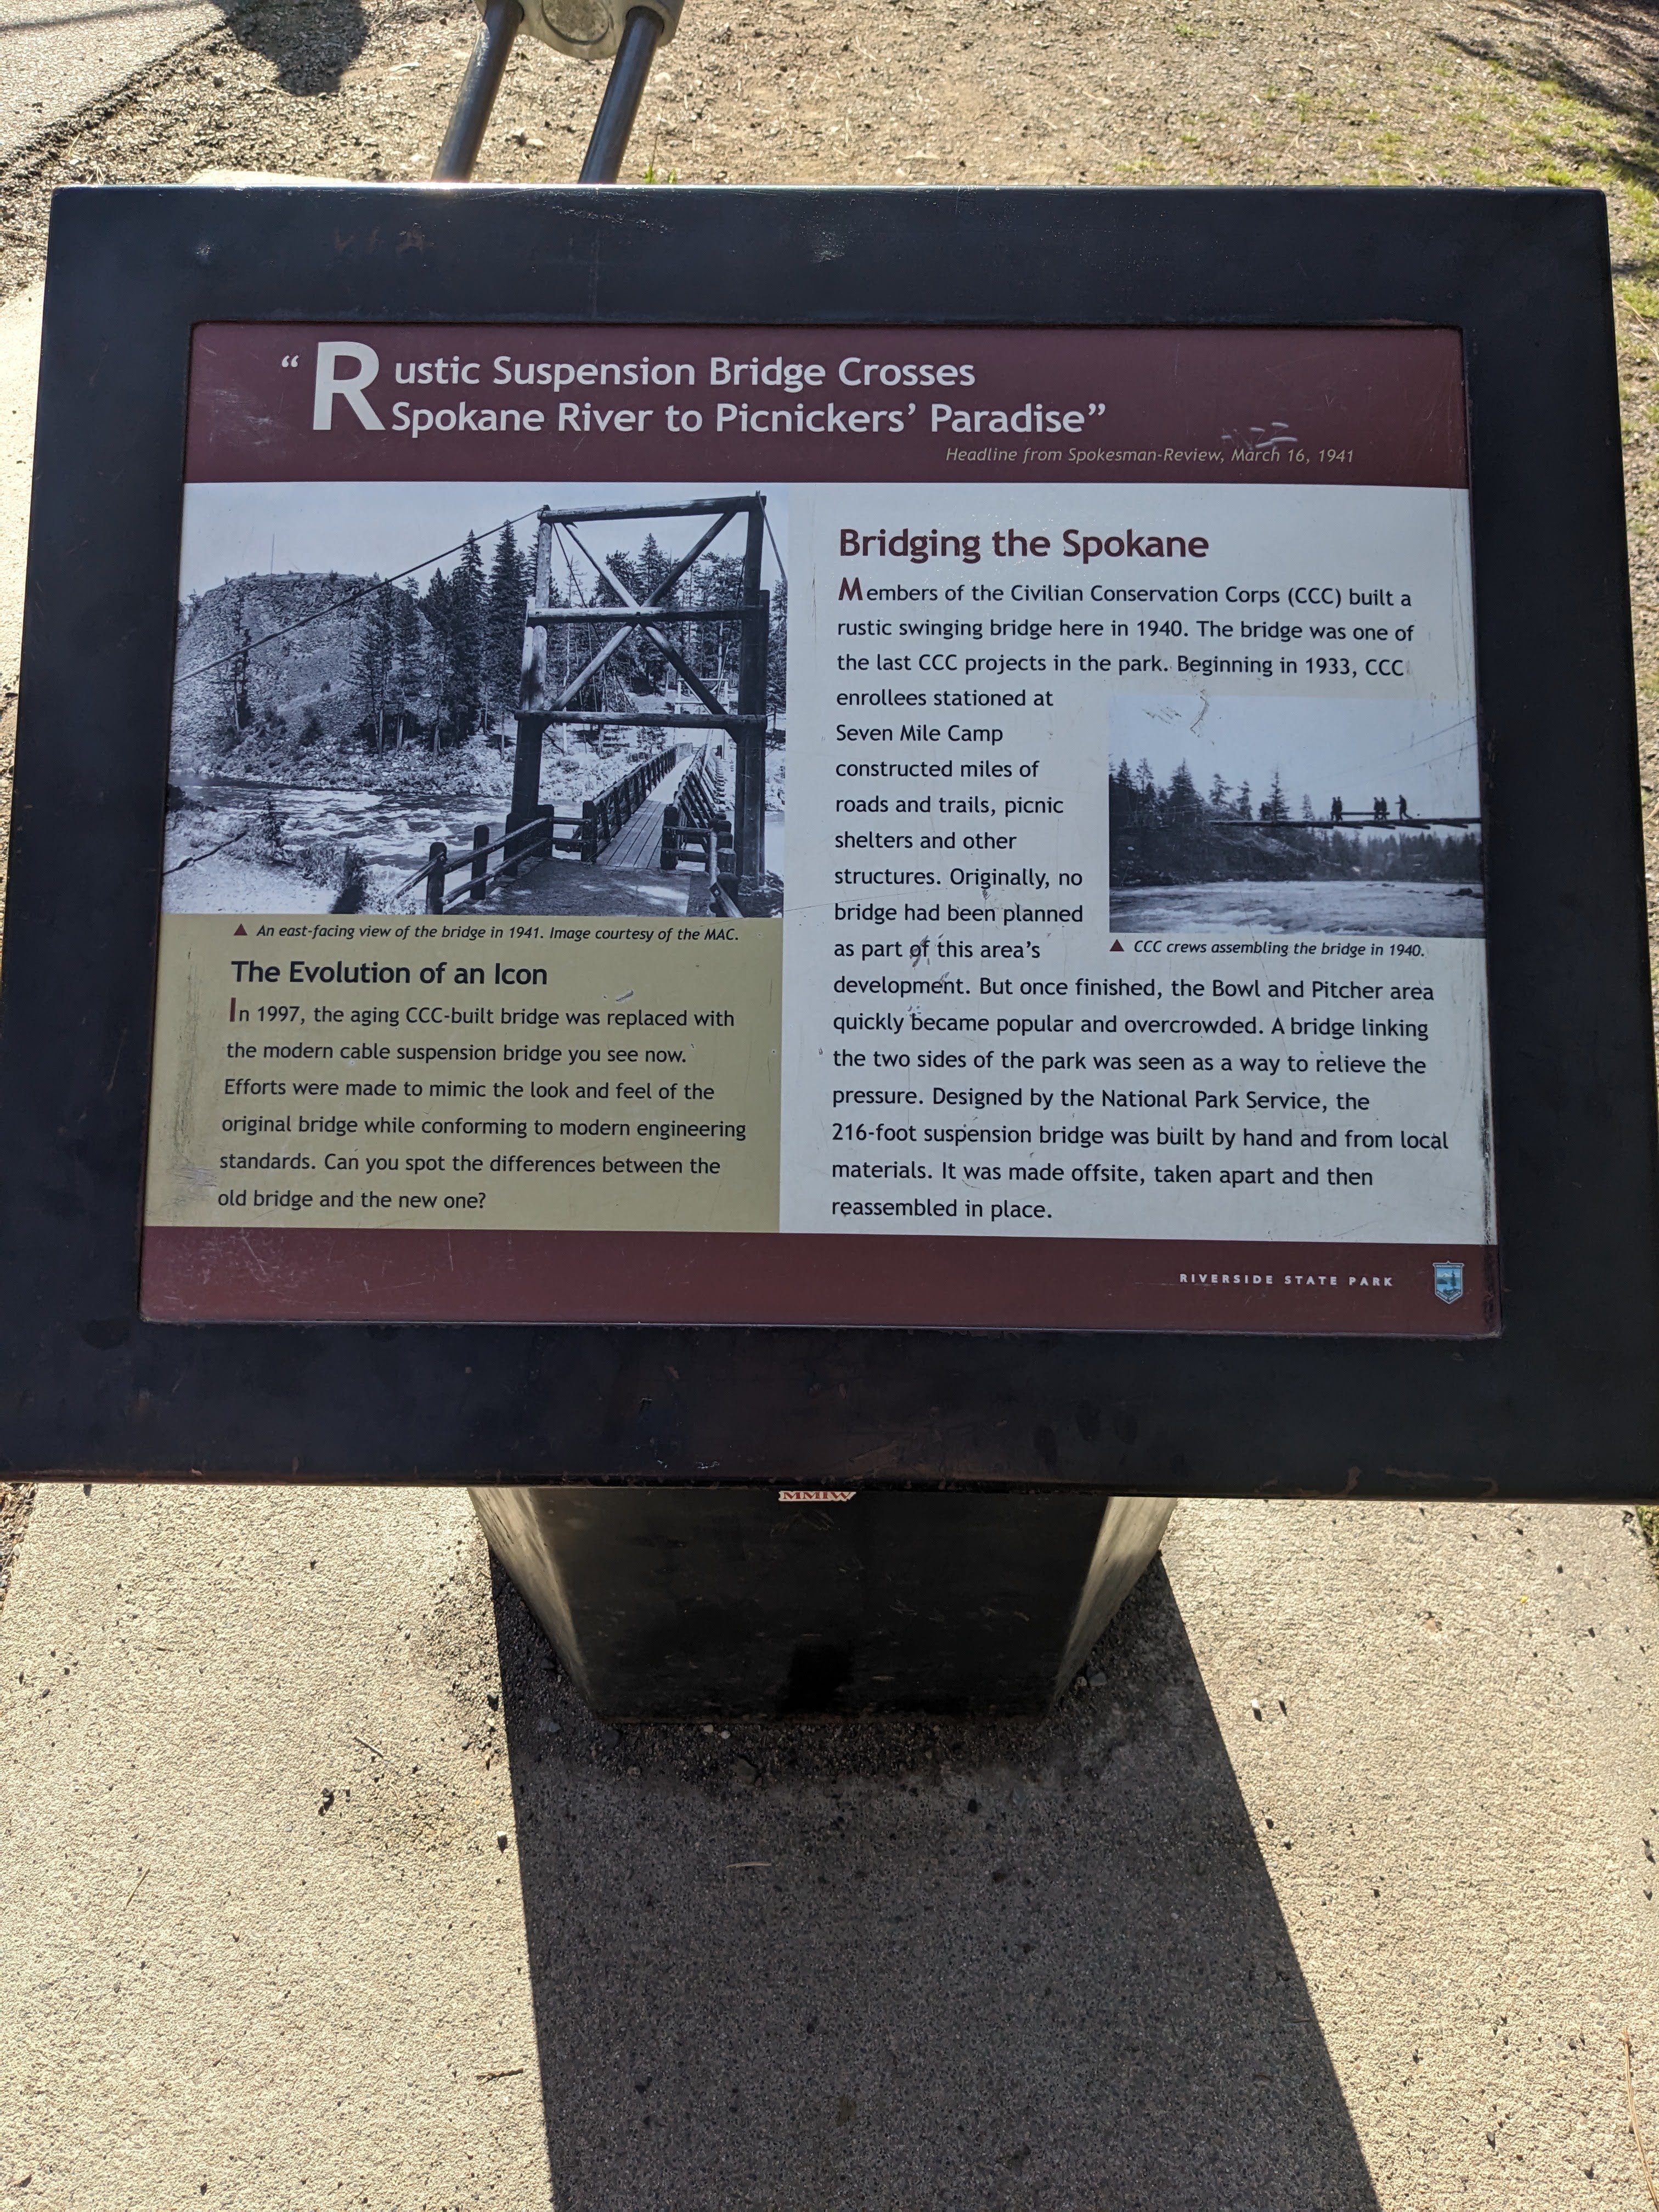 “Rustic Suspension Bridge Crosses
Spokane River to Picnickers’ Paradise”
Headline from Spokesman-Review, March 16, 1941
▲ An east-facing view of the bridge in 1941. Image courtesy of the MAC.
The Evolution of an Icon
In 1997, the aging CCC-built bridge was replaced with
the modern cable suspension bridge you see now.
Efforts were made to mimic the look and feel of the
original bridge while conforming to modern engineering
standards. Can you spot the differences between the
old bridge and the new one?
Bridging the Spokane
Members of the Civilian Conservation Corps (CCC) built a
rustic swinging bridge here in 1940. The bridge was one of
the last CCC projects in the park. Beginning in 1933, CCC
enrollees stationed at
Seven Mile Camp
constructed miles of
roads and trails, picnic
shelters and other
structures. Originally, no
bridge had been planned
as part of this area’s
▲ CCC crews assembling the bridge in 1940.
development. But once finished, the Bowl and Pitcher area
quickly became popular and overcrowded. A bridge linking
the two sides of the park was seen as a way to relieve the
pressure. Designed by the National Park Service, the
216-foot suspension bridge was built by hand and from local
materials. It was made offsite, taken apart and then
reassembled in place.
RIVERSIDE STATE PARK
MMIW